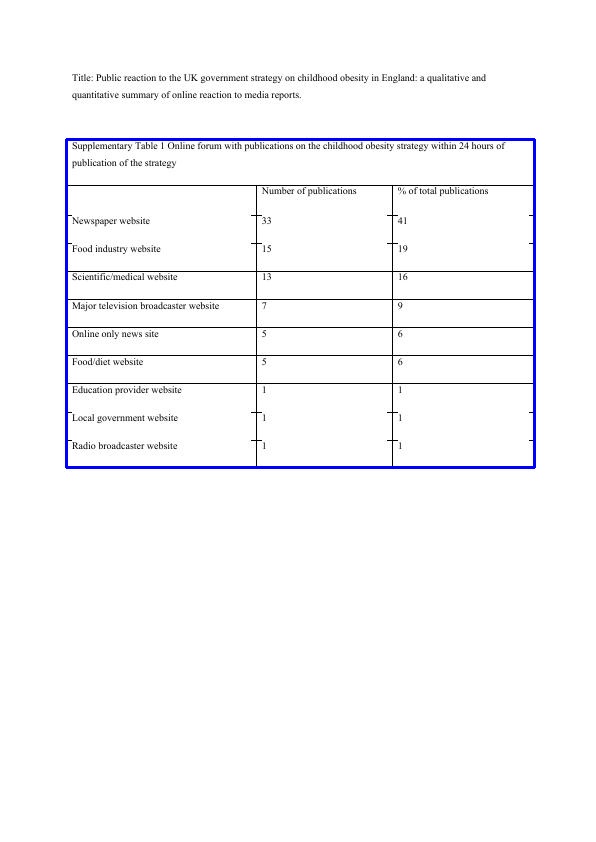 Title: Public reaction to the UK government strategy on childhood obesity in England: a qualitative and
quantitative summary of online reaction to media reports.
Supplementary Table 1 Online forum with publications on the childhood obesity strategy within 24 hours of
publication of the strategy
Number of publications % of total publications
Newspaper website 33 41
Food industry website 15 19
Scientific/medical website 13 16
Major television broadcaster website 7 9
Online only news site 5 6
Food/diet website 5 6
Education provider website 1 1
Local government website 1 1
Radio broadcaster website 1 1